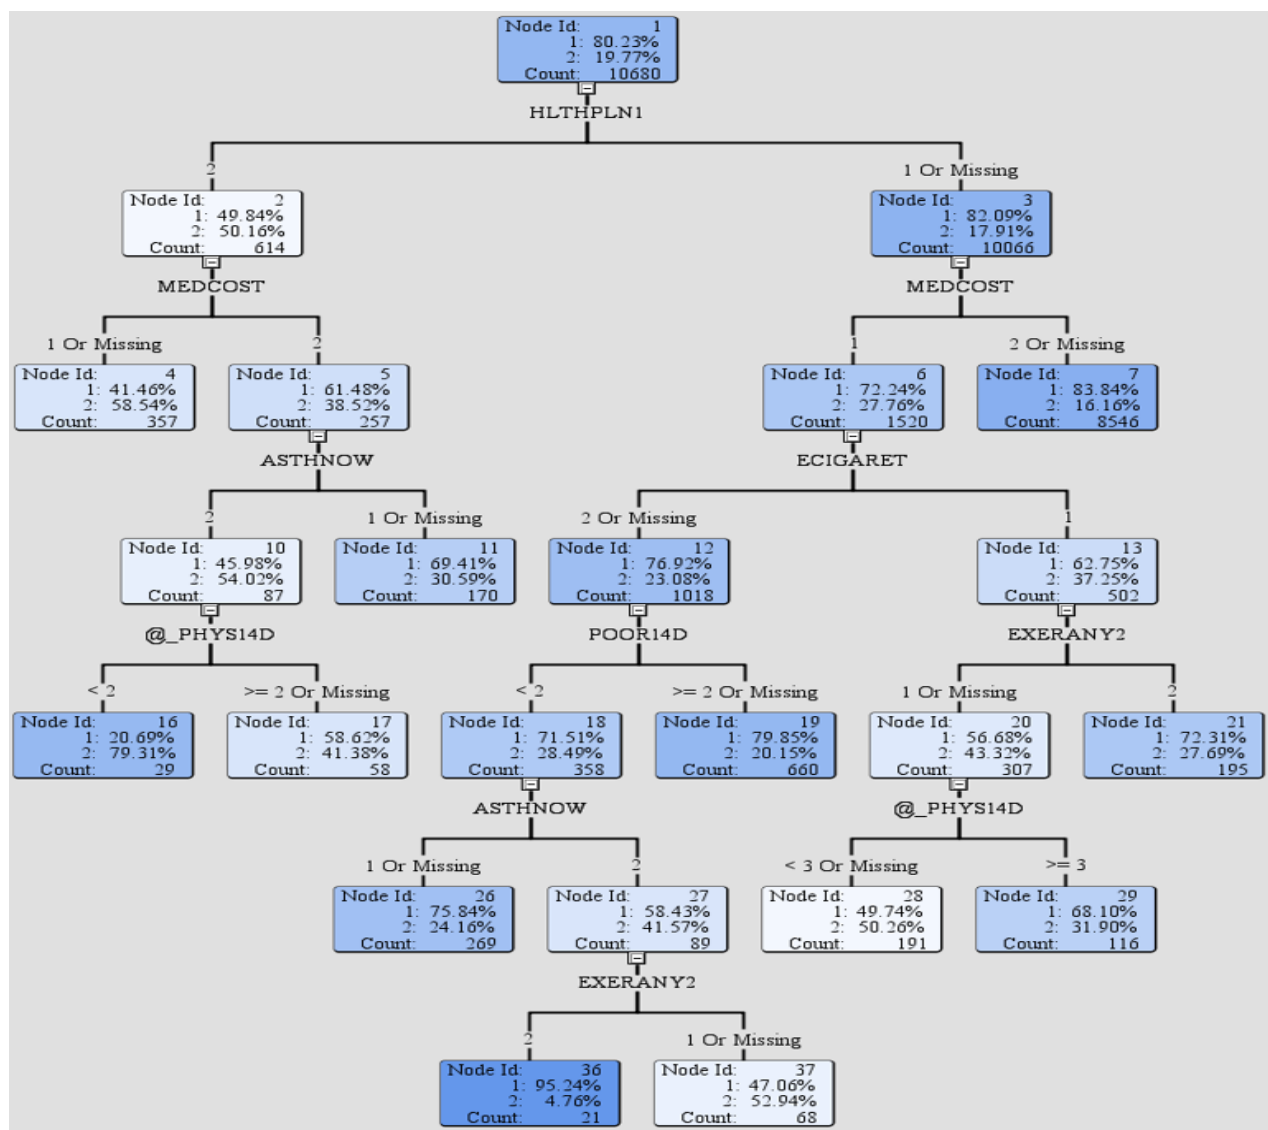 Node Id: 1
1: 80.23%
2: 19.77%
Count: 10680
HLTHPLN1
2
1 Or Missing
Node Id: 2
1: 49.84%
2: 50.16%
Count: 614
Node Id: 3
1: 82.09%
2: 17.91%
Count: 10066
MEDCOST
MEDCOST
1 Or Missing
2
1
2 Or Missing
Node Id: 4
1: 41.46%
2: 58.54%
Count: 357
Node Id: 5
1: 61.48%
2: 38.52%
Count: 257
Node Id: 6
1: 72.24%
2: 27.76%
Count: 1520
Node Id: 7
1: 83.84%
2: 16.16%
Count: 8546
ASTHNOW
ECIGARET
2
1 Or Missing
2 Or Missing
1
Node Id: 10
1: 45.98%
2: 54.02%
Count: 87
Node Id: 11
1: 69.41%
2: 30.59%
Count: 170
Node Id: 12
1: 76.92%
2: 23.08%
Count: 1018
Node Id: 13
1: 62.75%
2: 37.25%
Count: 502
@_PHYS14D
POOR14D
EXERANY2
< 2
>= 2 Or Missing
< 2
>= 2 Or Missing
1 Or Missing
2
Node Id: 16
1: 20.69%
2: 79.31%
Count: 29
Node Id: 17
1: 58.62%
2: 41.38%
Count: 58
Node Id: 18
1: 71.51%
2: 28.49%
Count: 358
Node Id: 19
1: 79.85%
2: 20.15%
Count: 660
Node Id: 20
1: 56.68%
2: 43.32%
Count: 307
Node Id: 21
1: 72.31%
2: 27.69%
Count: 195
ASTHNOW
@_PHYS14D
1 Or Missing
2
< 3 Or Missing
>= 3
Node Id: 26
1: 75.84%
2: 24.16%
Count: 269
Node Id: 27
1: 58.43%
2: 41.57%
Count: 89
Node Id: 28
1: 49.74%
2: 50.26%
Count: 191
Node Id: 29
1: 68.10%
2: 31.90%
Count: 116
EXERANY2
2
1 Or Missing
Node Id: 36
1: 95.24%
2: 4.76%
Count: 21
Node Id: 37
1: 47.06%
2: 52.94%
Count: 68